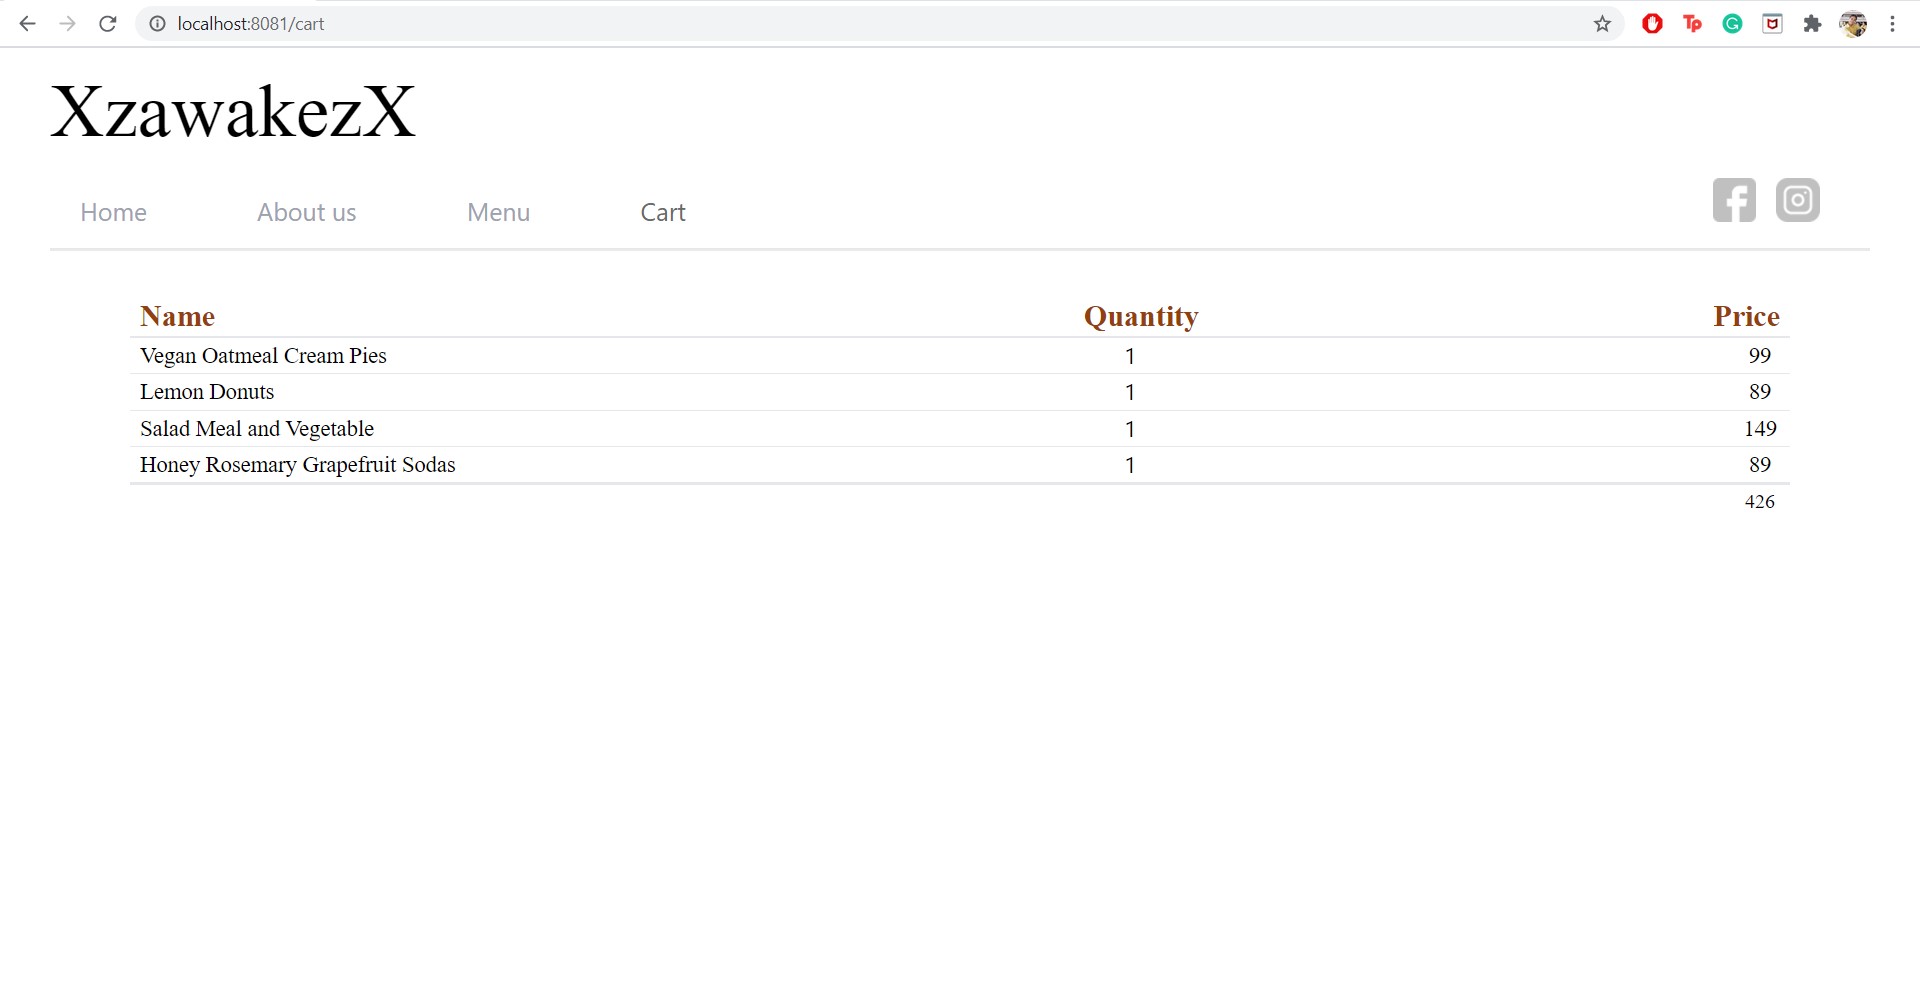 localhost:8081/cart
XzawakezX
Home About us Menu Cart
Name Quantity Price
Vegan Oatmeal Cream Pies 1 99
Lemon Donuts 1 89
Salad Meal and Vegetable 1 149
Honey Rosemary Grapefruit Sodas 1 89
426